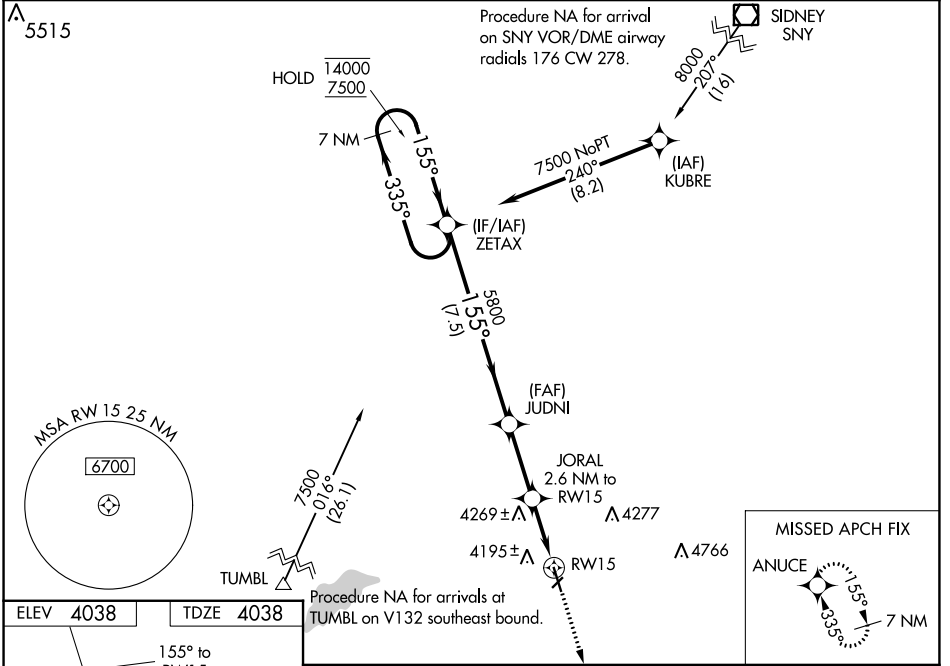 5515
Procedure NA for arrival
on SNY VOR/DME airway
radials 176 CW 278.
SIDNEY
SNY
8000
207°
(16)
HOLD
14000
7500
7 NM
155°
335°
7500 NoPT
240°
(8.2)
(IAF)
KUBRE
(IF/IAF)
ZETAX
5800
155°
(7.5)
(FAF)
JUDNI
MSA RW 15 25 NM
6700
7500
016°
(26.1)
JORAL
2.6 NM to
RW15
4269±
4277
4195±
RW15
4766
TUMBL
Procedure NA for arrivals at
TUMBL on V132 southeast bound.
MISSED APCH FIX
ANUCE
155°
335°
7 NM
ELEV 4038
TDZE 4038
155° to